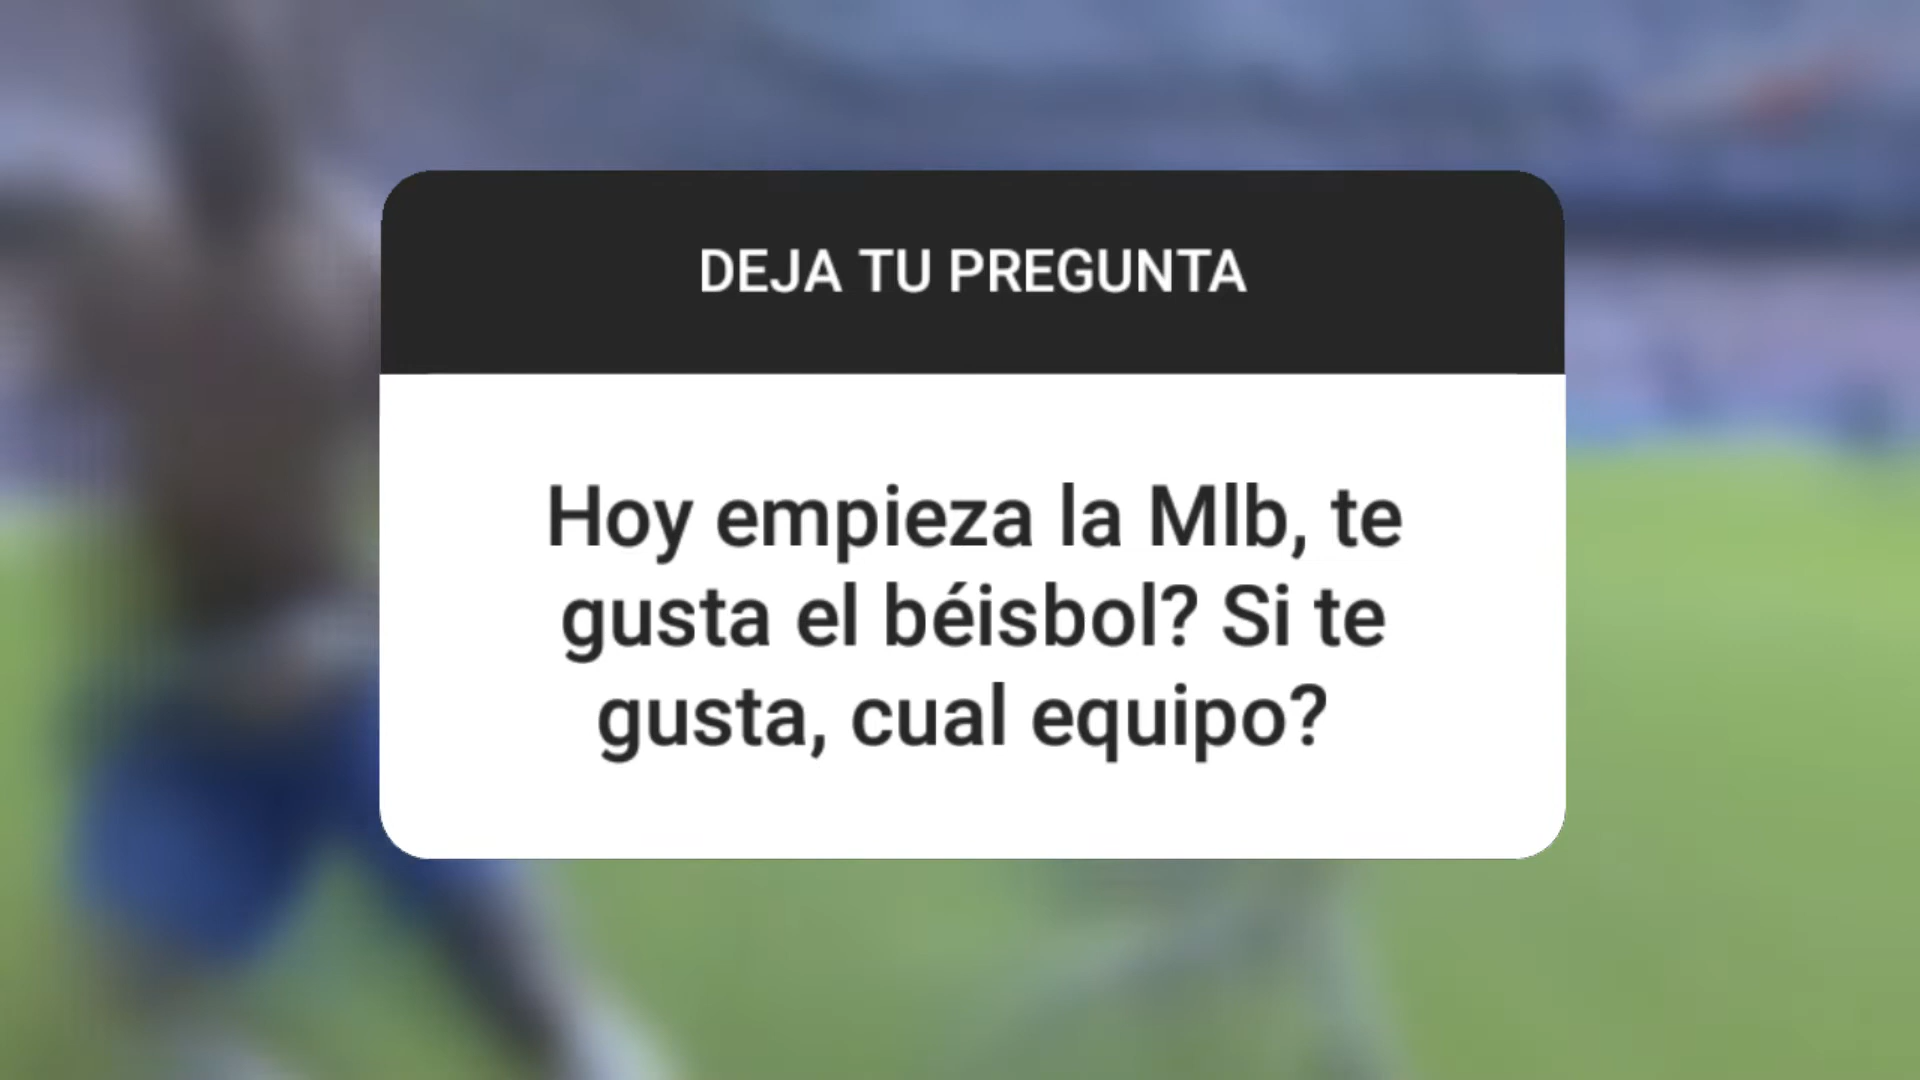 DEJA TU PREGUNTA
Hoy empieza la Mlb, te
gusta el béisbol? Si te
gusta, cual equipo?